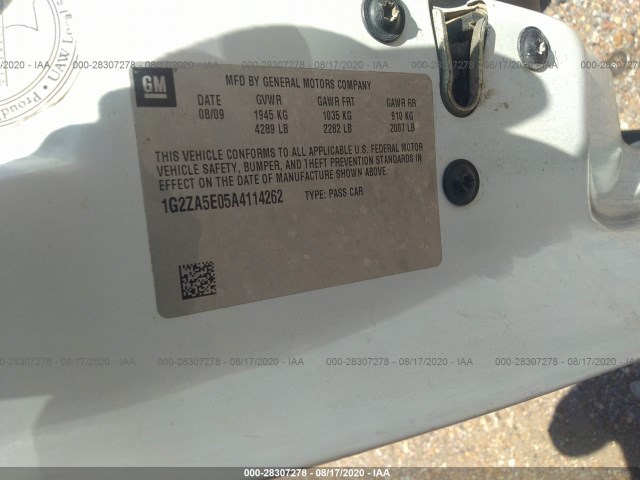 000-28307278 - 08/17/2020 - IAA
Proud
UAW Local
GM
MFD BY GENERAL MOTORS COMPANY
DATE GVWR GAWR FRT GAWR RR
08/09 1945 KG 1035 KG 910 KG
4289 LB 2282 LB 2007 LB
THIS VEHICLE CONFORMS TO ALL APPLICABLE U.S. FEDERAL MOTOR
VEHICLE SAFETY, BUMPER, AND THEFT PREVENTION STANDARDS IN
EFFECT ON THE DATE OF MANUFACTURE SHOWN ABOVE.
1G2ZA5E05A4114262 TYPE: PASS CAR
000-28307278 - 08/17/2020 - IAA
000-28307278 - 08/17/2020 - IAA